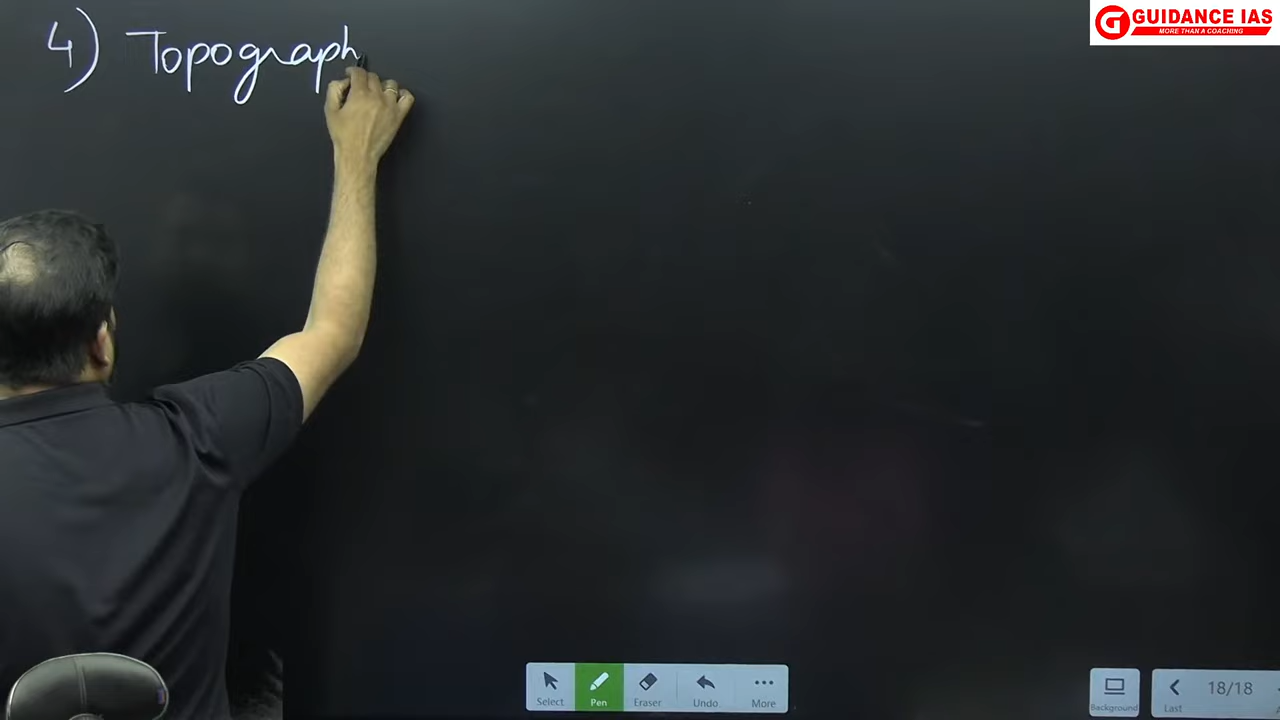 4) Topograph
GUIDANCE IAS
MORE THAN A COACHING
Select
Pen
Eraser
Undo
More
Background
Last
18/18